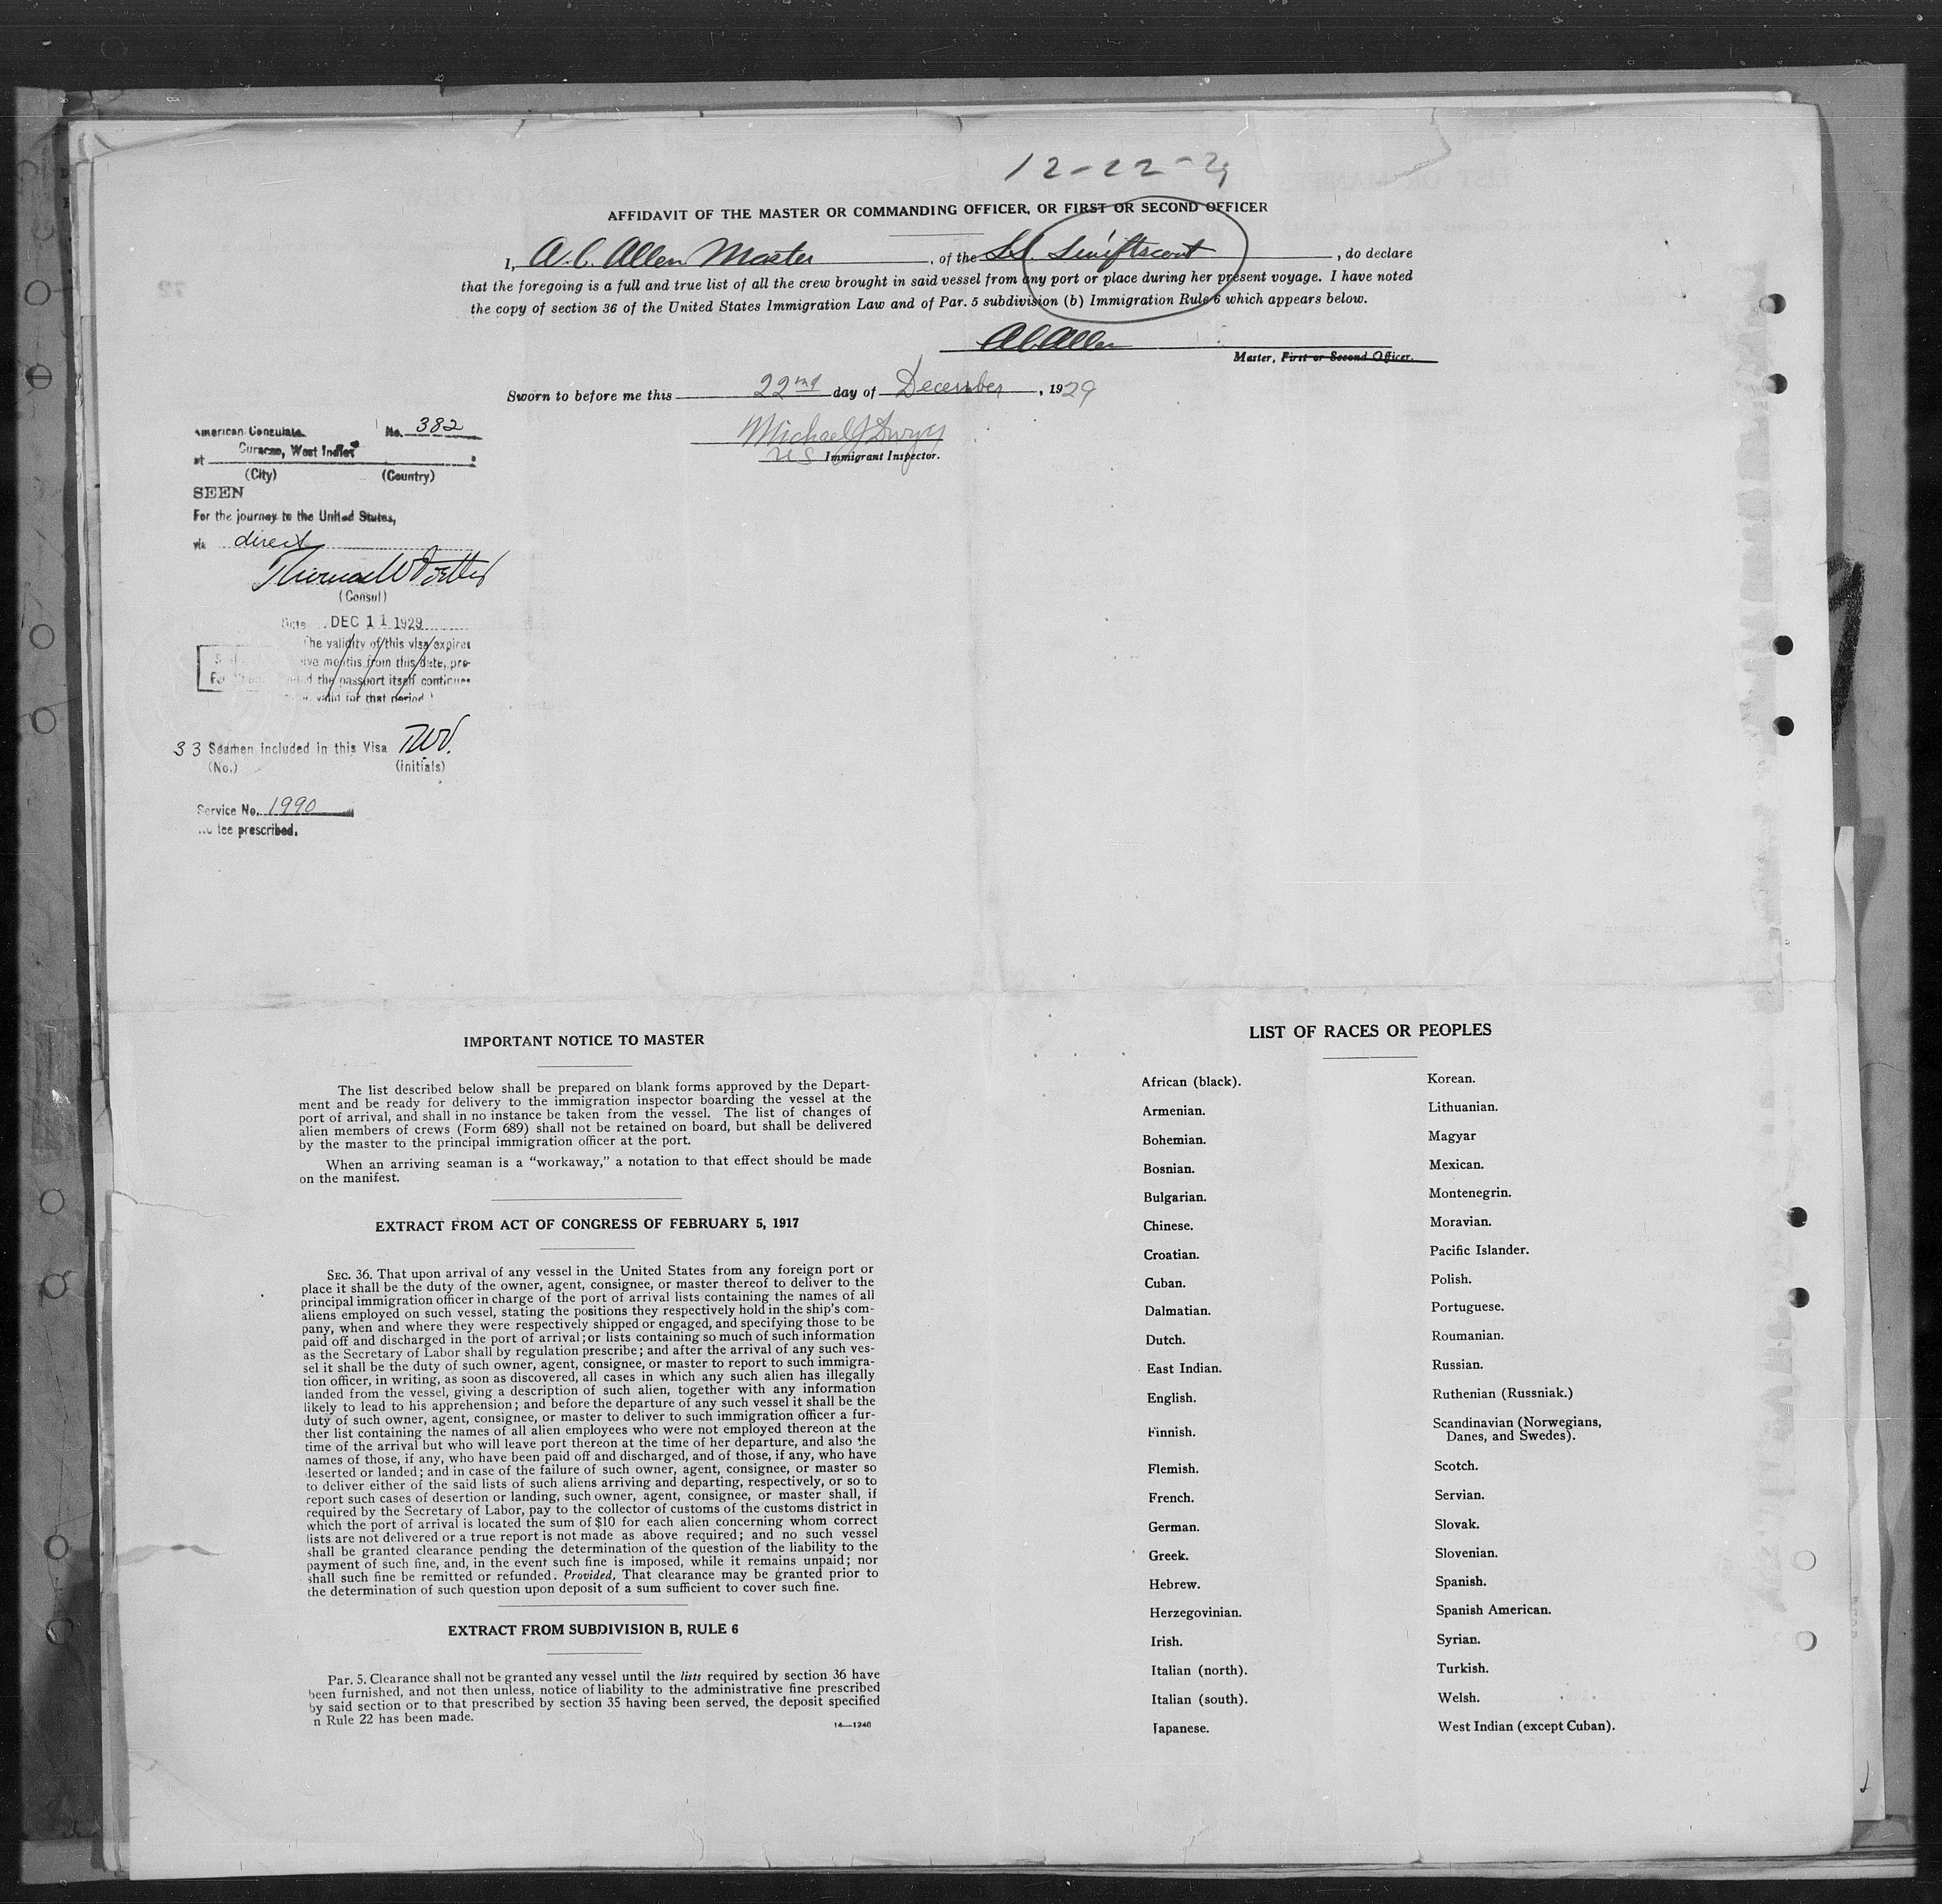 12-22-29
AFFIDAVIT OF THE MASTER OR COMMANDING OFFICER, OR FIRST OR SECOND OFFICER
I, A. C. Allen Master, of the SS. Swiftscout, do declare
that the foregoing is a full and true list of all the crew brought in said vessel from any port or place during her present voyage. I have noted
the copy of section 36 of the United States Immigration Law and of Par. 5 subdivision (b) Immigration Rule 6 which appears below.
A C Allen
Master, First or Second Officer.
Sworn to before me this 22nd day of December, 1929
Michael J Dwyer
US Immigrant Inspector.
American Consulate No. 382
at Curacao, West Indies
(City) (Country)
SEEN
For the journey to the United States,
via direct
Thomas W
(Consul)
Date DEC 11 1929
The validity of this visa expires
months from this date, pro-
the passport itself continues
valid for that period
33 Seamen included in this Visa
(No.) (initials)
Service No. 1990
No fee prescribed.
IMPORTANT NOTICE TO MASTER
The list described below shall be prepared on blank forms approved by the Depart-
ment and be ready for delivery to the immigration inspector boarding the vessel at the
port of arrival, and shall in no instance be taken from the vessel. The list of changes of
alien members of crews (Form 689) shall not be retained on board, but shall be delivered
by the master to the principal immigration officer at the port.
When an arriving seaman is a “workaway,” a notation to that effect should be made
on the manifest.
EXTRACT FROM ACT OF CONGRESS OF FEBRUARY 5, 1917
SEC. 36. That upon arrival of any vessel in the United States from any foreign port or
place it shall be the duty of the owner, agent, consignee, or master thereof to deliver to the
principal immigration officer in charge of the port of arrival lists containing the names of all
aliens employed on such vessel, stating the positions they respectively hold in the ship's com-
pany, when and where they were respectively shipped or engaged, and specifying those to be
paid off and discharged in the port of arrival; or lists containing so much of such information
as the Secretary of Labor shall by regulation prescribe; and after the arrival of any such ves-
sel it shall be the duty of such owner, agent, consignee, or master to report to such immigra-
tion officer, in writing, as soon as discovered, all cases in which any such alien has illegally
landed from the vessel, giving a description of such alien, together with any information
likely to lead to his apprehension; and before the departure of any such vessel it shall be the
duty of such owner, agent, consignee, or master to deliver to such immigration officer a fur-
ther list containing the names of all alien employees who were not employed thereon at the
time of the arrival but who will leave port thereon at the time of her departure, and also the
names of those, if any, who have been paid off and discharged, and of those, if any, who have
deserted or landed; and in case of the failure of such owner, agent, consignee, or master so
to deliver either of the said lists of such aliens arriving and departing, respectively, or so to
report such cases of desertion or landing, such owner, agent, consignee, or master shall, if
required by the Secretary of Labor, pay to the collector of customs of the customs district in
which the port of arrival is located the sum of $10 for each alien concerning whom correct
lists are not delivered or a true report is not made as above required; and no such vessel
shall be granted clearance pending the determination of the question of the liability to the
payment of such fine, and, in the event such fine is imposed, while it remains unpaid; nor
shall such fine be remitted or refunded: Provided, That clearance may be granted prior to
the determination of such question upon deposit of a sum sufficient to cover such fine.
EXTRACT FROM SUBDIVISION B, RULE 6
Par. 5. Clearance shall not be granted any vessel until the lists required by section 36 have
been furnished, and not then unless, notice of liability to the administrative fine prescribed
by said section or to that prescribed by section 35 having been served, the deposit specified
n Rule 22 has been made.
14—1240
LIST OF RACES OR PEOPLES
African (black).
Armenian.
Bohemian.
Bosnian.
Bulgarian.
Chinese.
Croatian.
Cuban.
Dalmatian.
Dutch.
East Indian.
English.
Finnish.
Flemish.
French.
German.
Greek.
Hebrew.
Herzegovinian.
Irish.
Italian (north).
Italian (south).
Japanese.
Korean.
Lithuanian.
Magyar
Mexican.
Montenegrin.
Moravian.
Pacific Islander.
Polish.
Portuguese.
Roumanian.
Russian.
Ruthenian (Russniak.)
Scandinavian (Norwegians,
Danes, and Swedes).
Scotch.
Servian.
Slovak.
Slovenian.
Spanish.
Spanish American.
Syrian.
Turkish.
Welsh.
West Indian (except Cuban).